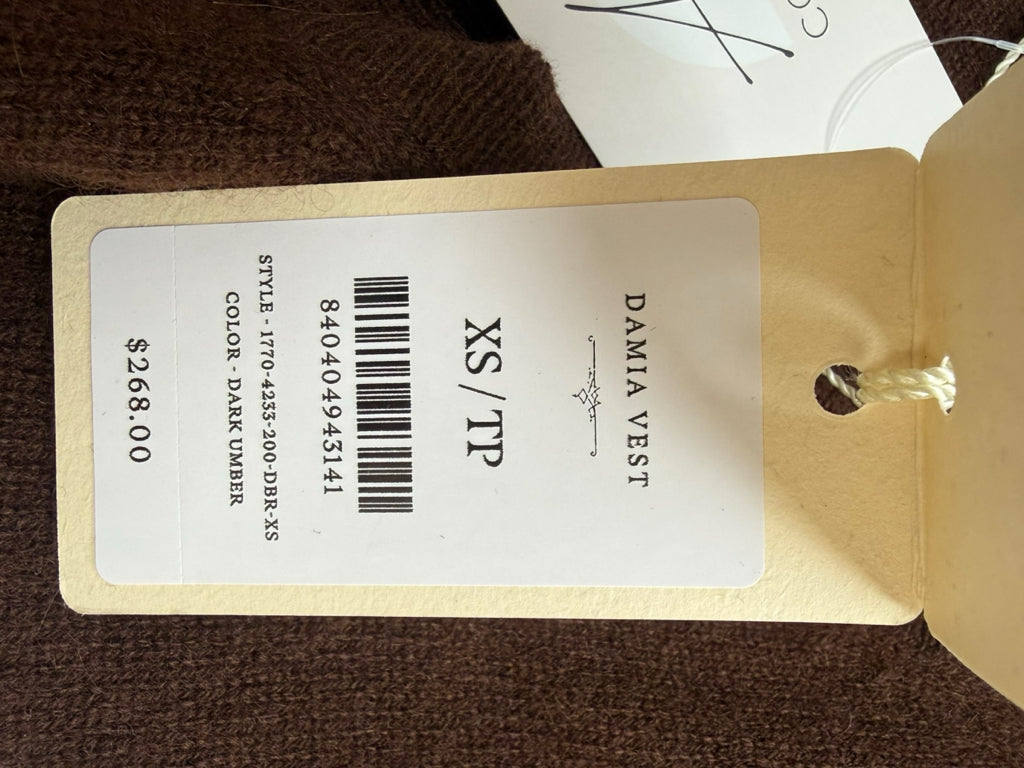 DAMIA VEST
XS / TP
840404943141
STYLE - 1770-4233-200-DBR-XS
COLOR - DARK UMBER
$268.00